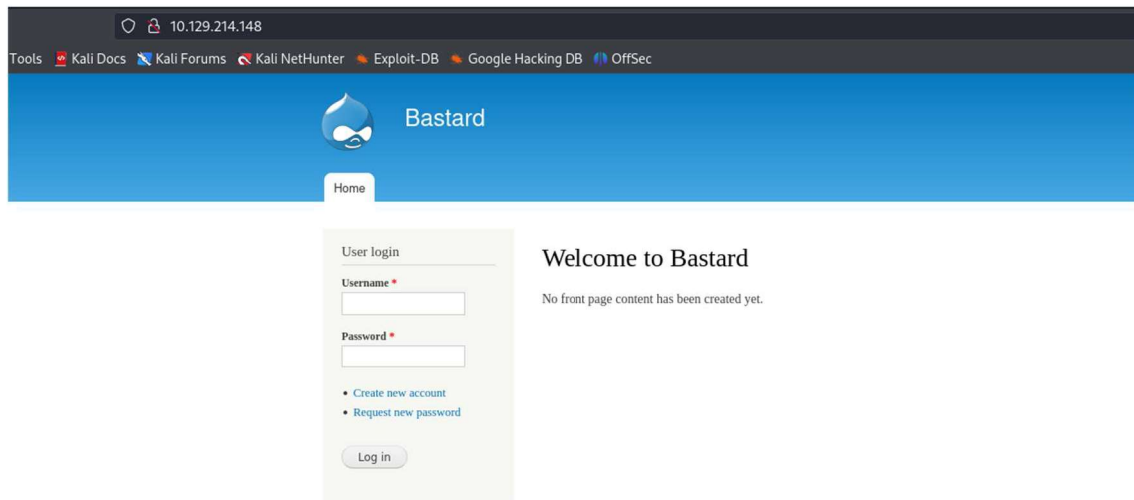 10.129.214.148
Tools Kali Docs Kali Forums Kali NetHunter Exploit-DB Google Hacking DB OffSec
Bastard
Home
User login
Username *
Password *
Create new account
Request new password
Log in
Welcome to Bastard
No front page content has been created yet.